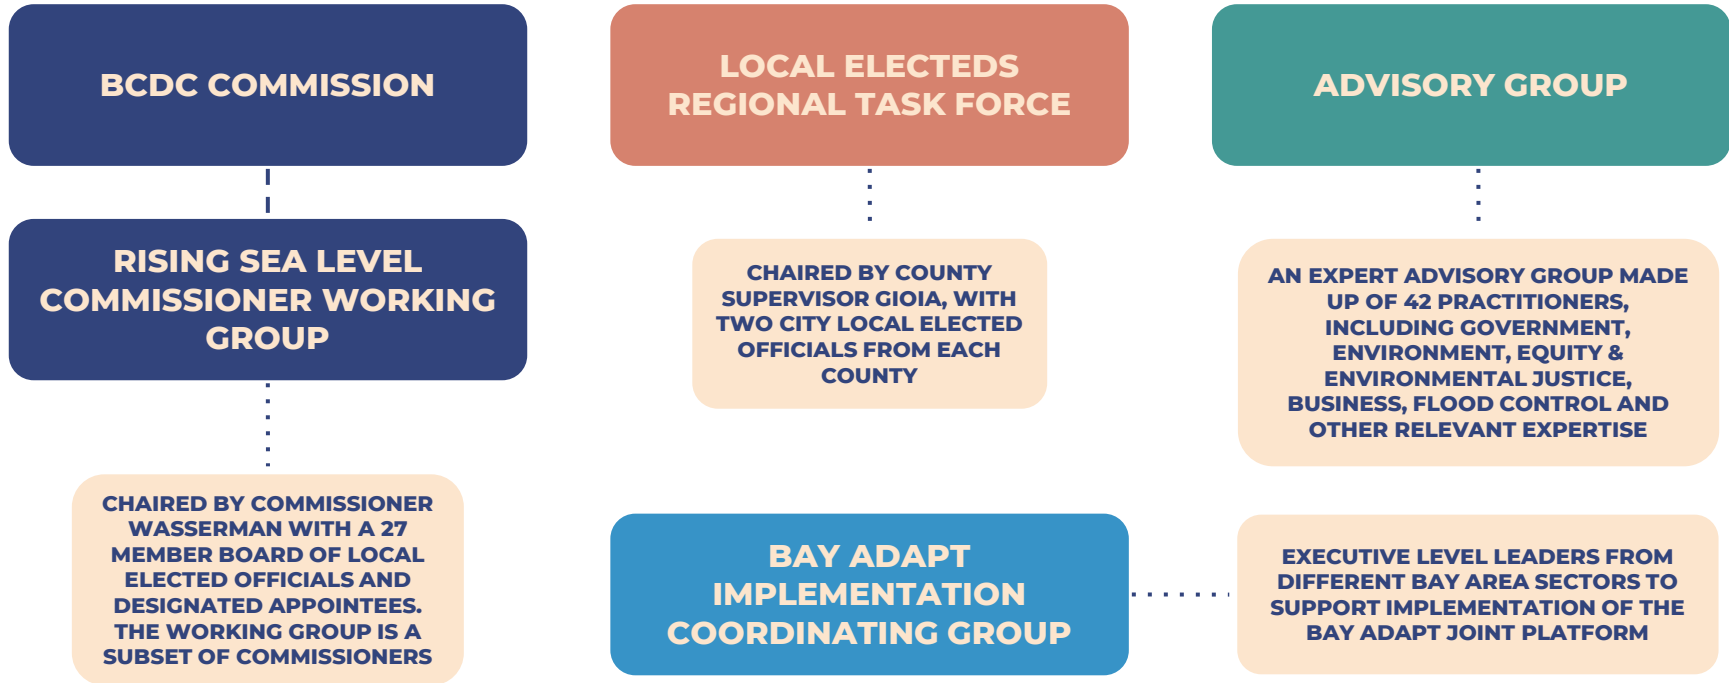 BCDC COMMISSION
LOCAL ELECTEDS
REGIONAL TASK FORCE
ADVISORY GROUP
RISING SEA LEVEL
COMMISSIONER WORKING
GROUP
CHAIRED BY COUNTY
SUPERVISOR GIOIA, WITH
TWO CITY LOCAL ELECTED
OFFICIALS FROM EACH
COUNTY
AN EXPERT ADVISORY GROUP MADE
UP OF 42 PRACTITIONERS,
INCLUDING GOVERNMENT,
ENVIRONMENT, EQUITY &
ENVIRONMENTAL JUSTICE,
BUSINESS, FLOOD CONTROL AND
OTHER RELEVANT EXPERTISE
CHAIRED BY COMMISSIONER
WASSERMAN WITH A 27
MEMBER BOARD OF LOCAL
ELECTED OFFICIALS AND
DESIGNATED APPOINTEES.
THE WORKING GROUP IS A
SUBSET OF COMMISSIONERS
BAY ADAPT
IMPLEMENTATION
COORDINATING GROUP
EXECUTIVE LEVEL LEADERS FROM
DIFFERENT BAY AREA SECTORS TO
SUPPORT IMPLEMENTATION OF THE
BAY ADAPT JOINT PLATFORM